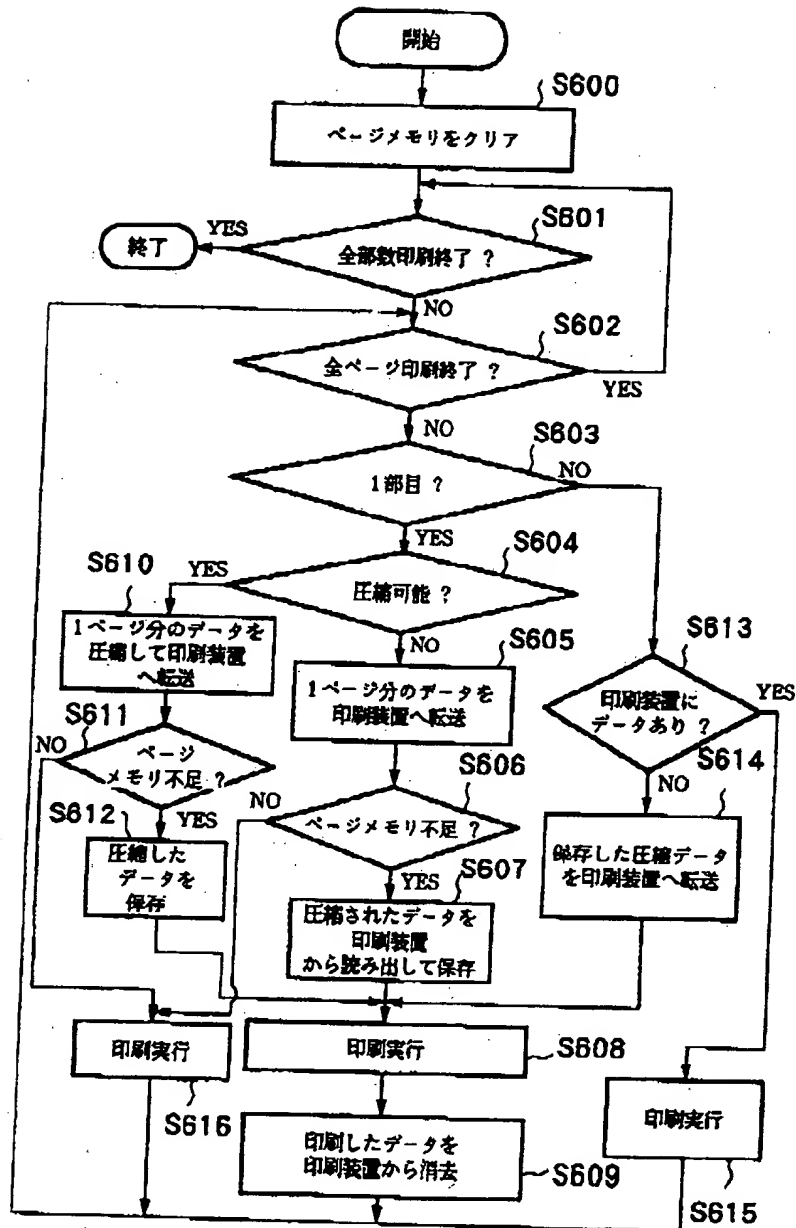 開始
S600
ページメモリをクリア
S601
YES
終了
全部数印刷終了 ?
NO
S602
全ページ印刷終了 ?
YES
NO
S603
NO
1部目 ?
YES
S604
S610
YES
圧縮可能 ?
NO
S605
S613
1ページ分のデータを
圧縮して印刷装置
へ転送
1ページ分のデータを
印刷装置へ転送
印刷装置に
データあり ?
YES
S611
NO
ページ
メモリ不足 ?
S606
NO
ページメモリ不足 ?
NO
S614
S612
YES
圧縮した
データを
保存
YES
S607
圧縮されたデータを
印刷装置
から読み出して保存
保存した圧縮データ
を印刷装置へ転送
印刷実行
S616
印刷実行
S608
印刷実行
S615
印刷したデータを
印刷装置から消去
S609